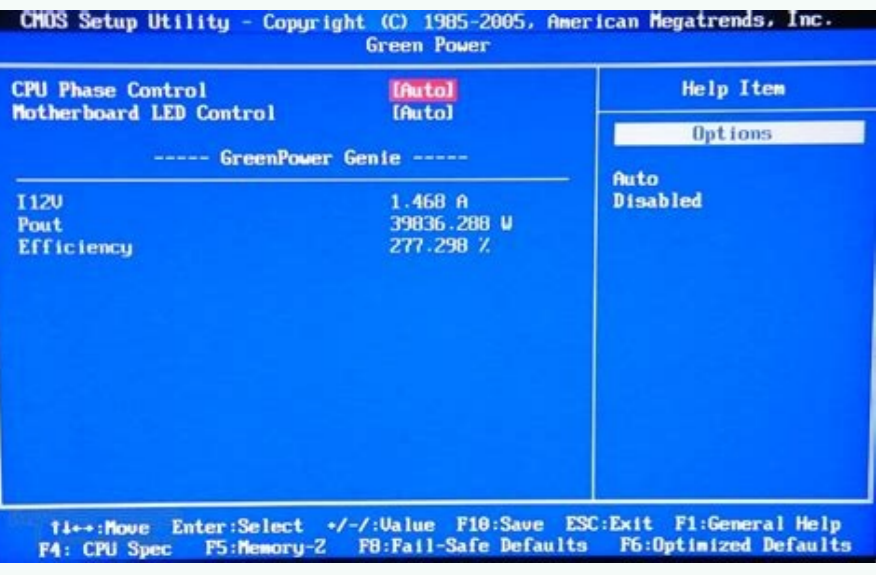 CMOS Setup Utility - Copyright (C) 1985-2005, American Megatrends, Inc.
Green Power
CPU Phase Control [Auto]
Motherboard LED Control [Auto]
----- GreenPower Genie -----
I12V 1.468 A
Pout 39836.288 W
Efficiency 277.298 %
Help Item
Options
Auto
Disabled
↑↓←→:Move Enter:Select +/-/:Value F10:Save ESC:Exit F1:General Help
F4: CPU Spec F5:Memory-Z F8:Fail-Safe Defaults F6:Optimized Defaults